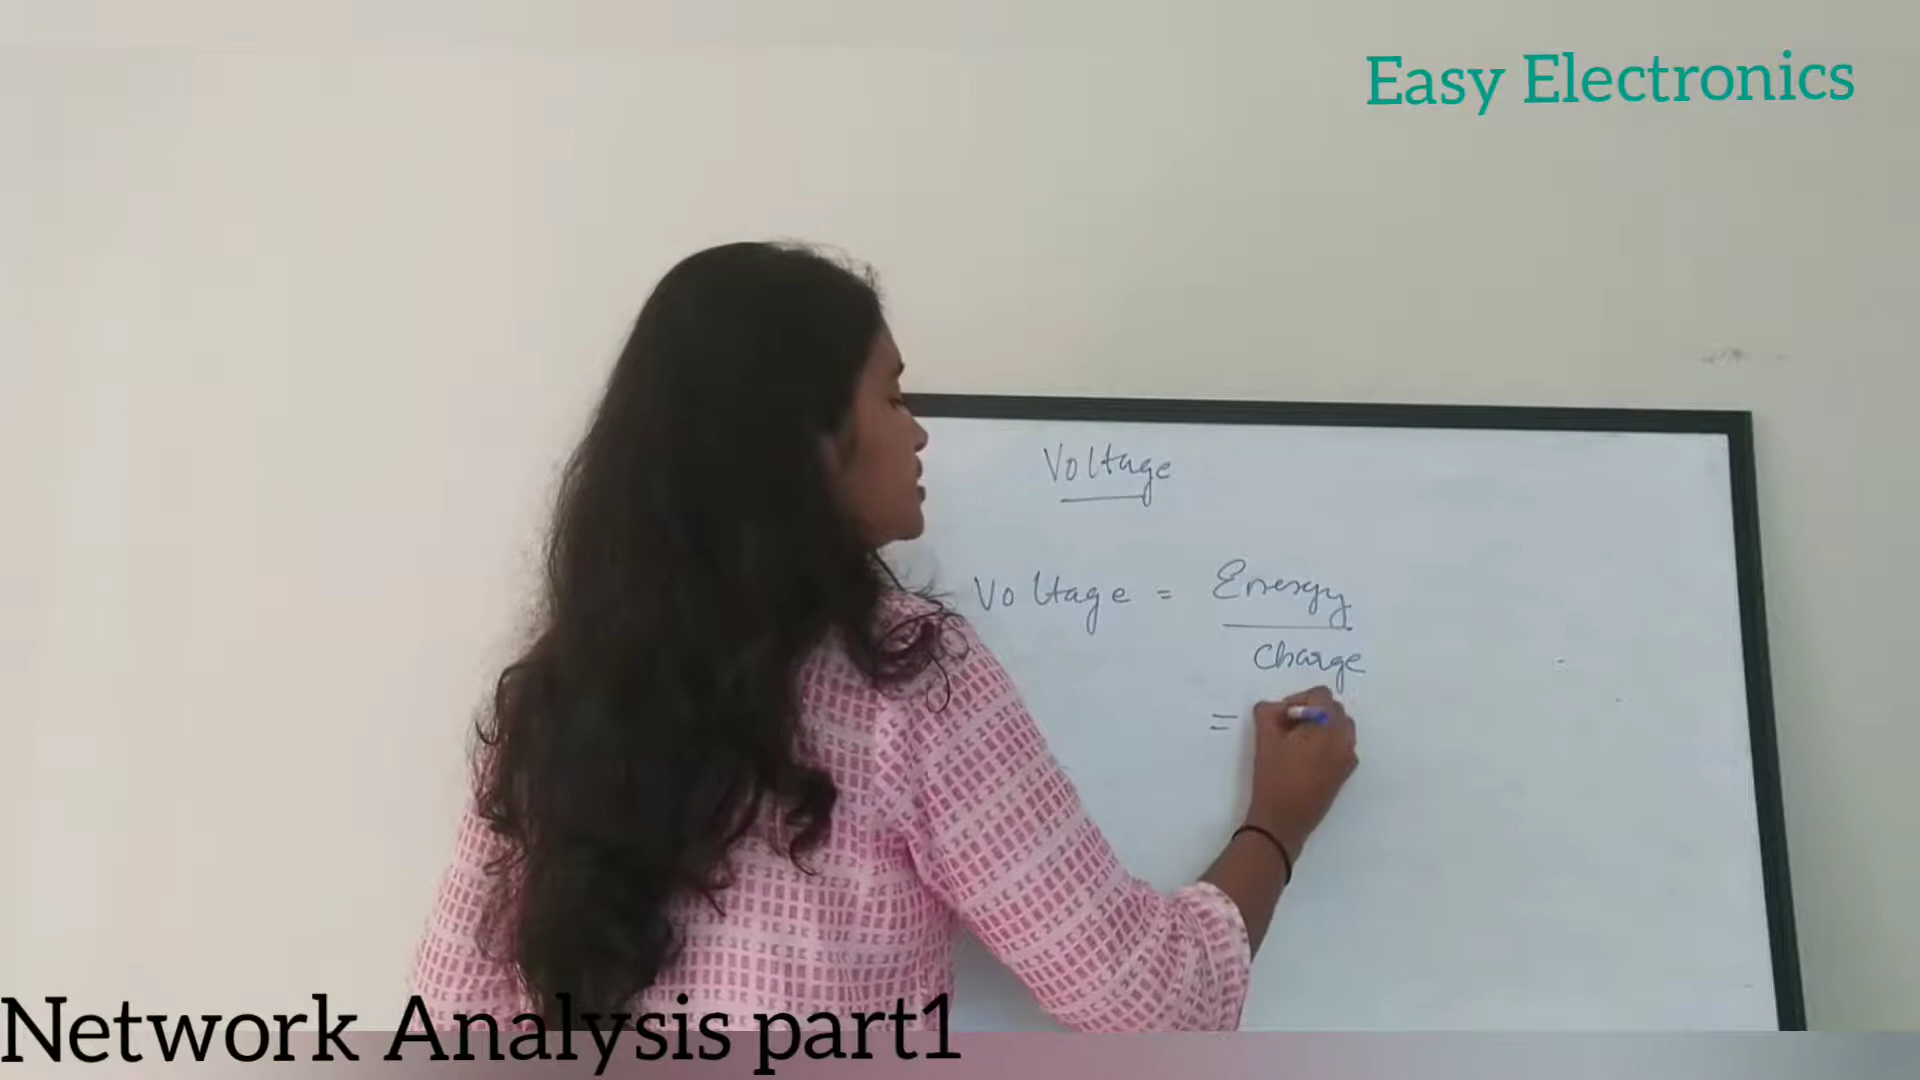 Easy Electronics
Voltage
Voltage = Energy
Charge
=
Network Analysis part1